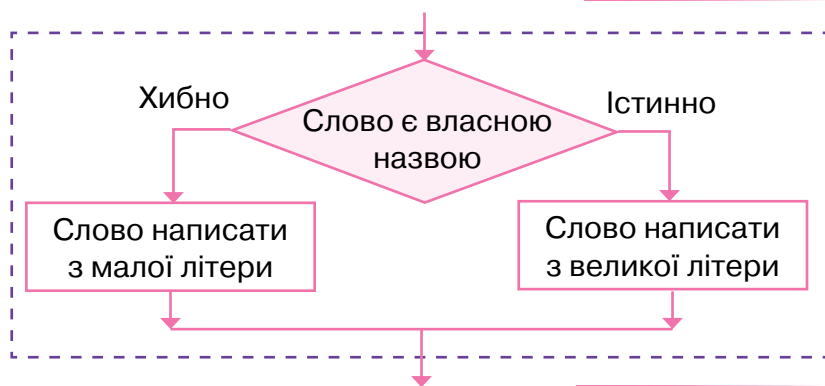 Хибно
Істинно
Слово є власною
назвою
Слово написати
з малої літери
Слово написати
з великої літери